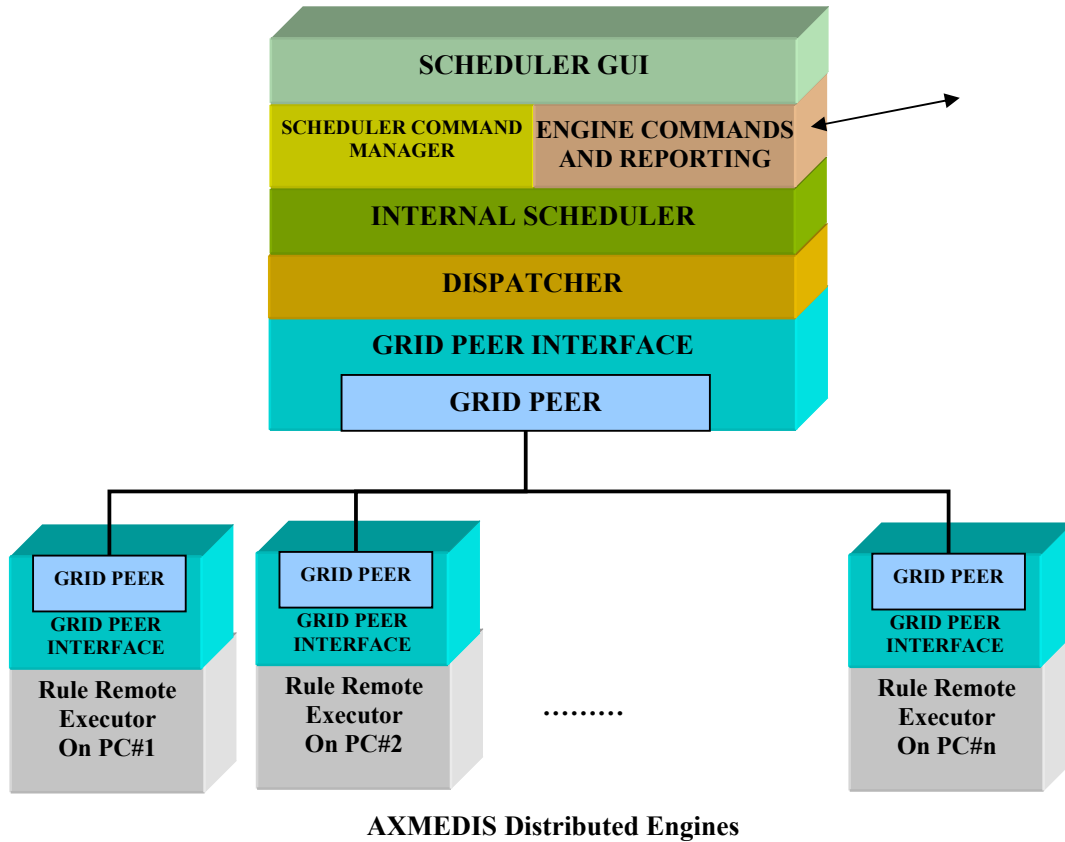 SCHEDULER GUI
SCHEDULER COMMAND
MANAGER
ENGINE COMMANDS
AND REPORTING
INTERNAL SCHEDULER
DISPATCHER
GRID PEER INTERFACE
GRID PEER
GRID PEER
GRID PEER
INTERFACE
Rule Remote
Executor
On PC#1
GRID PEER
GRID PEER
INTERFACE
Rule Remote
Executor
On PC#2
.........
GRID PEER
GRID PEER
INTERFACE
Rule Remote
Executor
On PC#n
AXMEDIS Distributed Engines